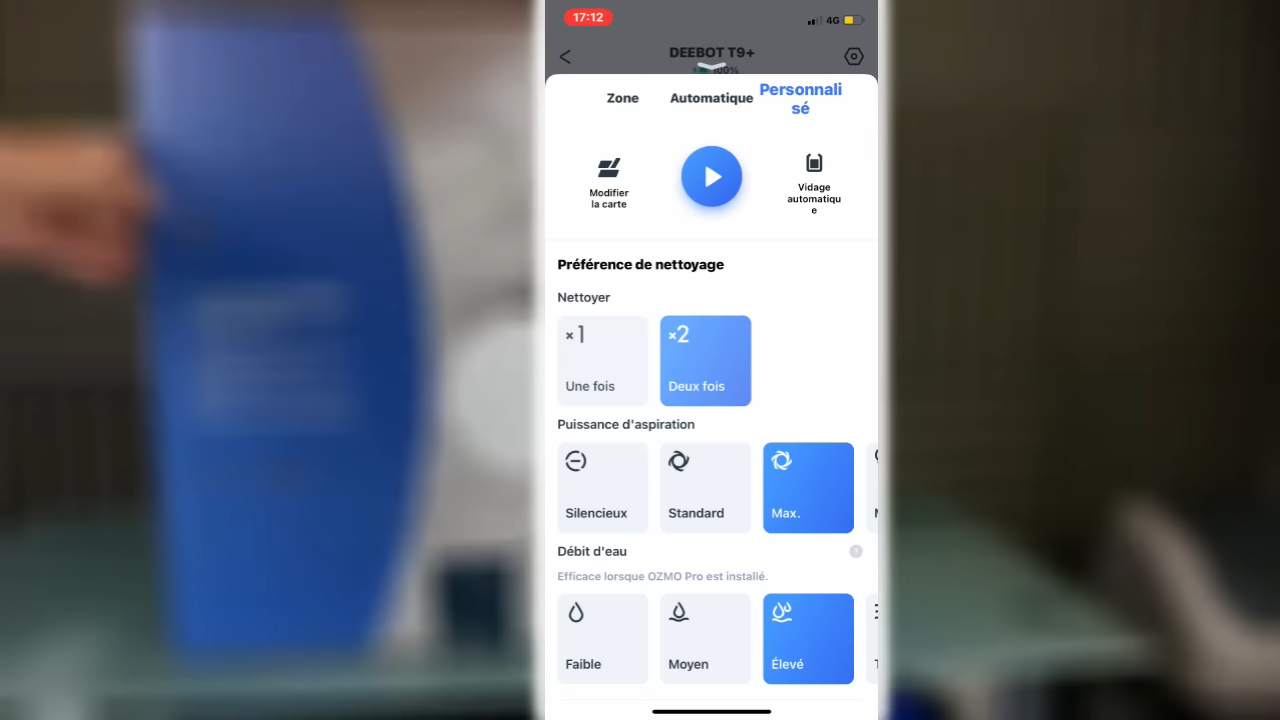 17:12
4G
DEEBOT T9+
100%
Zone
Automatique
Personnali
sé
Modifier
la carte
Vidage
automatiqu
e
Préférence de nettoyage
Nettoyer
×1
×2
Une fois
Deux fois
Puissance d'aspiration
Silencieux
Standard
Max.
Débit d'eau
?
Efficace lorsque OZMO Pro est installé.
Faible
Moyen
Élevé